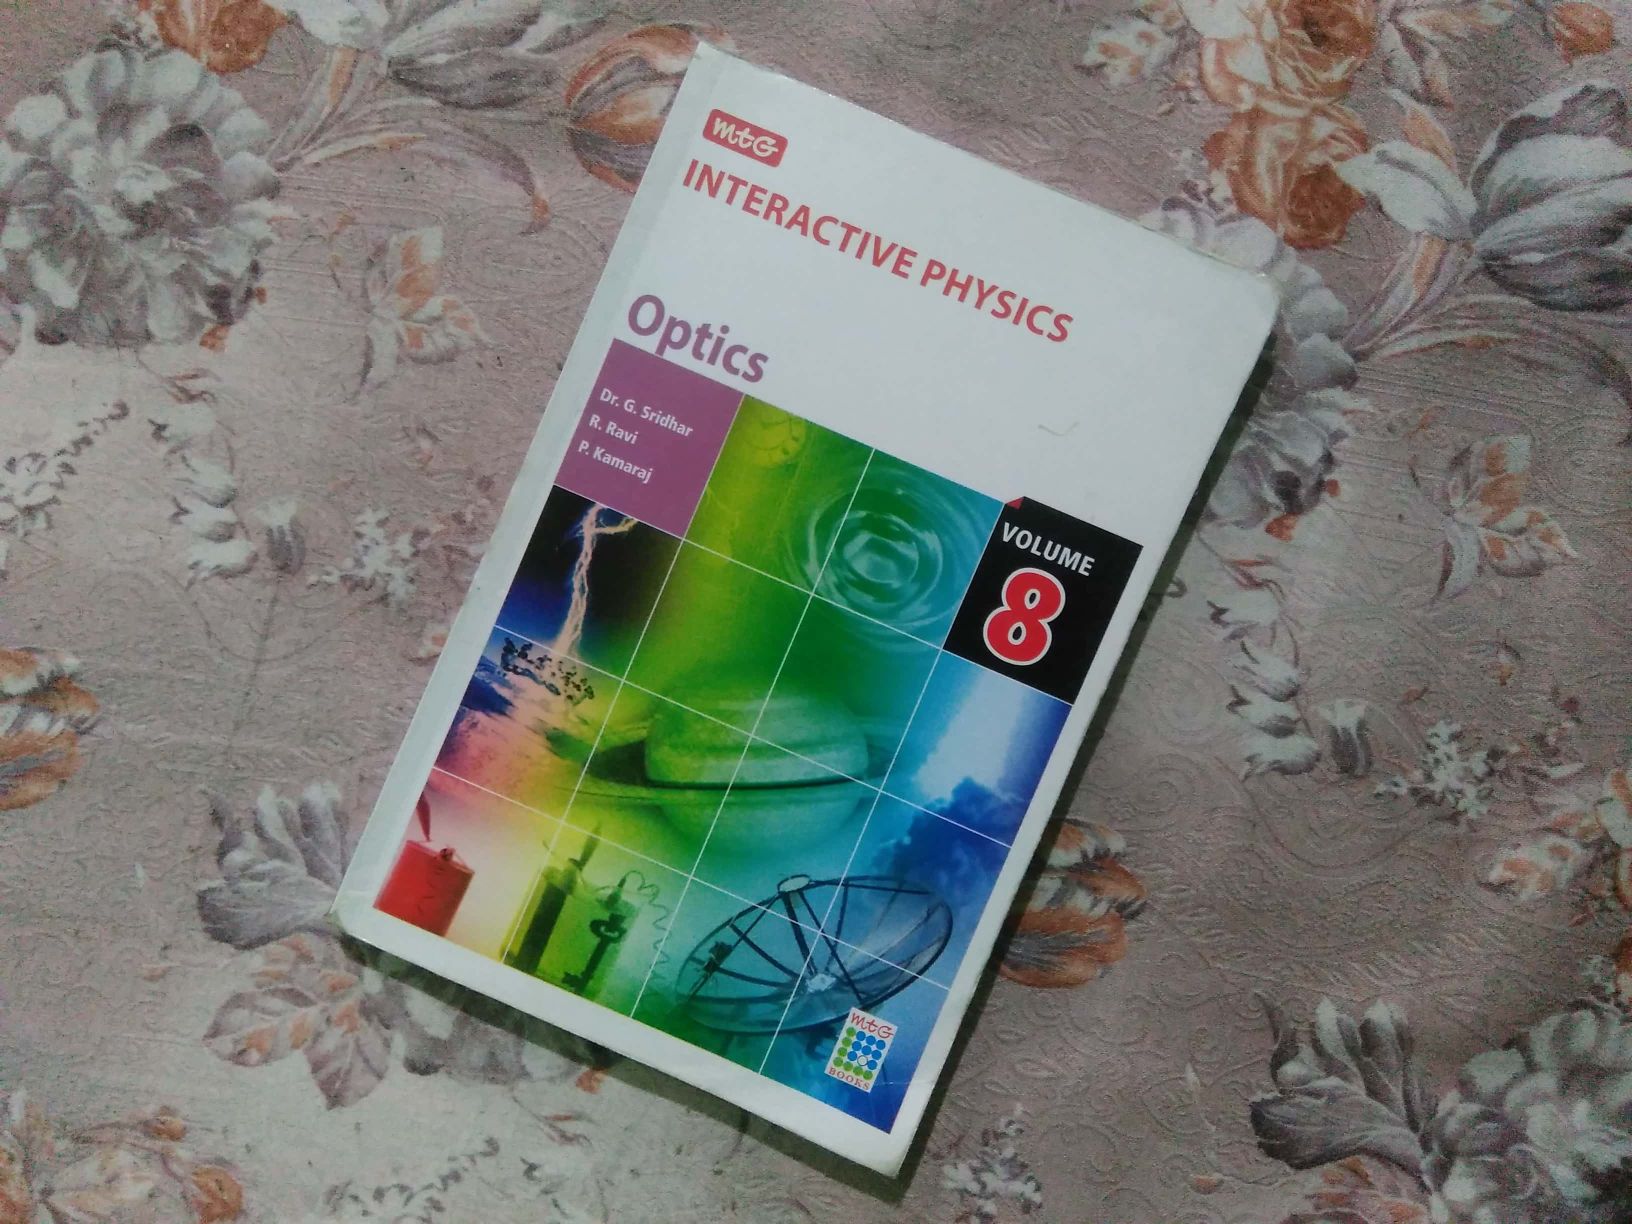 mtG
INTERACTIVE PHYSICS
Optics
Dr. G. Sridhar
R. Ravi
P. Kamaraj
VOLUME
8
mtG
BOOKS